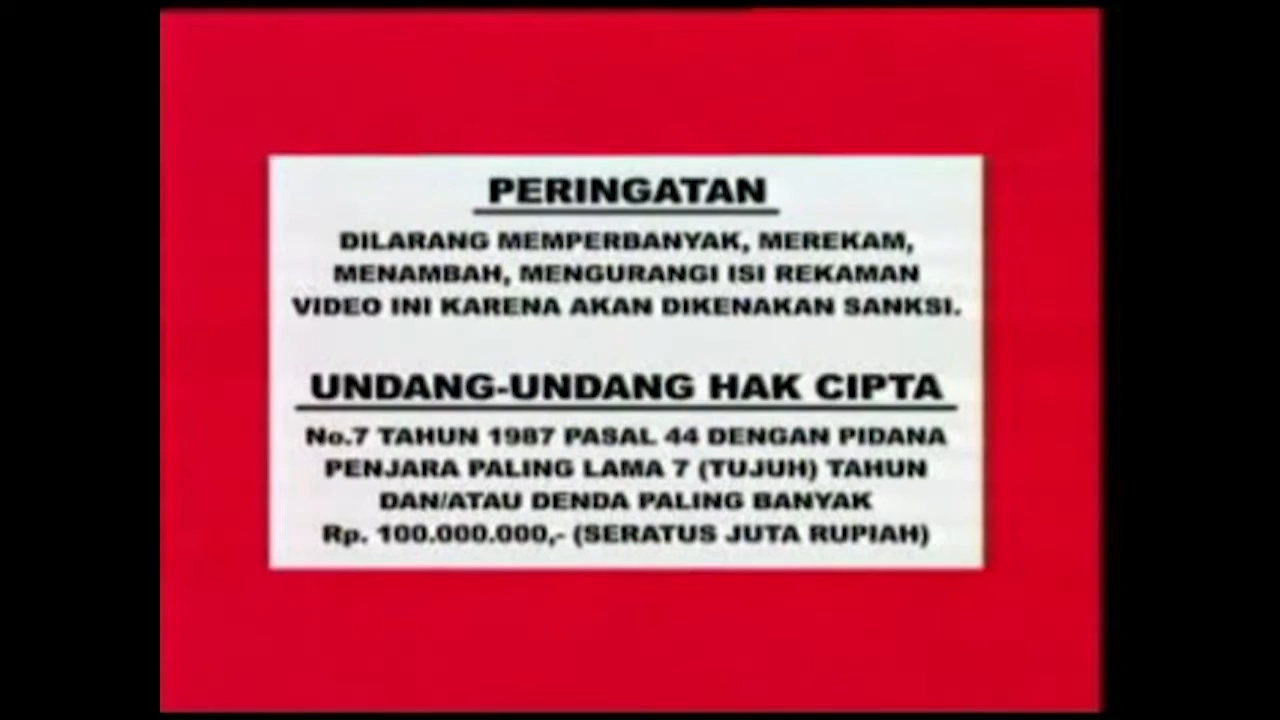 PERINGATAN
DILARANG MEMPERBANYAK, MEREKAM,
MENAMBAH, MENGURANGI ISI REKAMAN
VIDEO INI KARENA AKAN DIKENAKAN SANKSI.
UNDANG-UNDANG HAK CIPTA
No.7 TAHUN 1987 PASAL 44 DENGAN PIDANA
PENJARA PALING LAMA 7 (TUJUH) TAHUN
DAN/ATAU DENDA PALING BANYAK
Rp. 100.000.000,- (SERATUS JUTA RUPIAH)